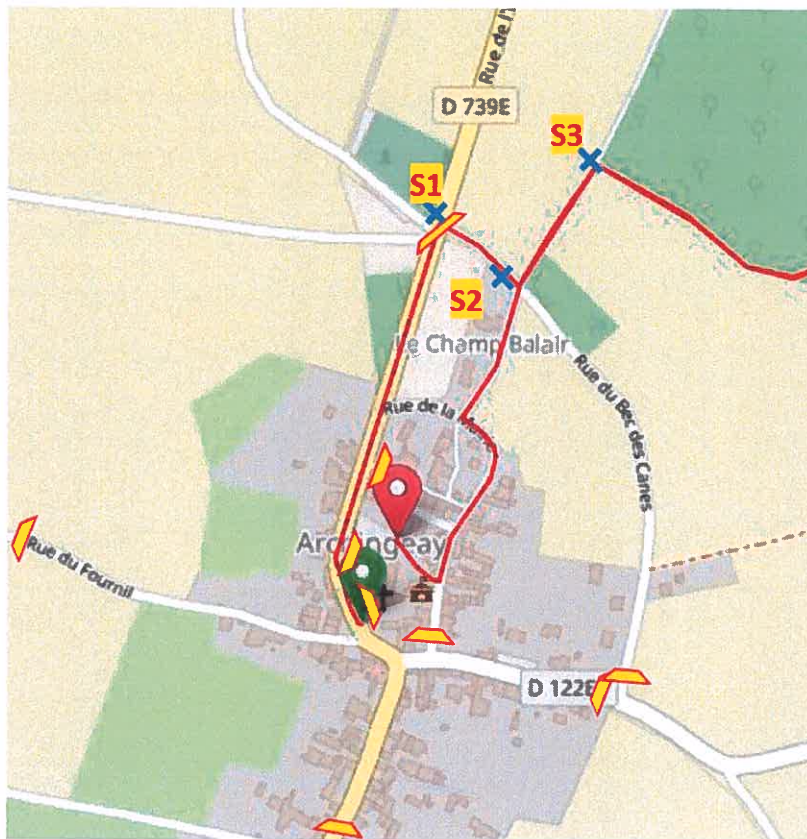 Rue de l'
D 739E
S3
S1
S2
Le Champ Balair
Rue de la
Rue du Bec des Canes
Archingeay
Rue du Fournil
D 122E